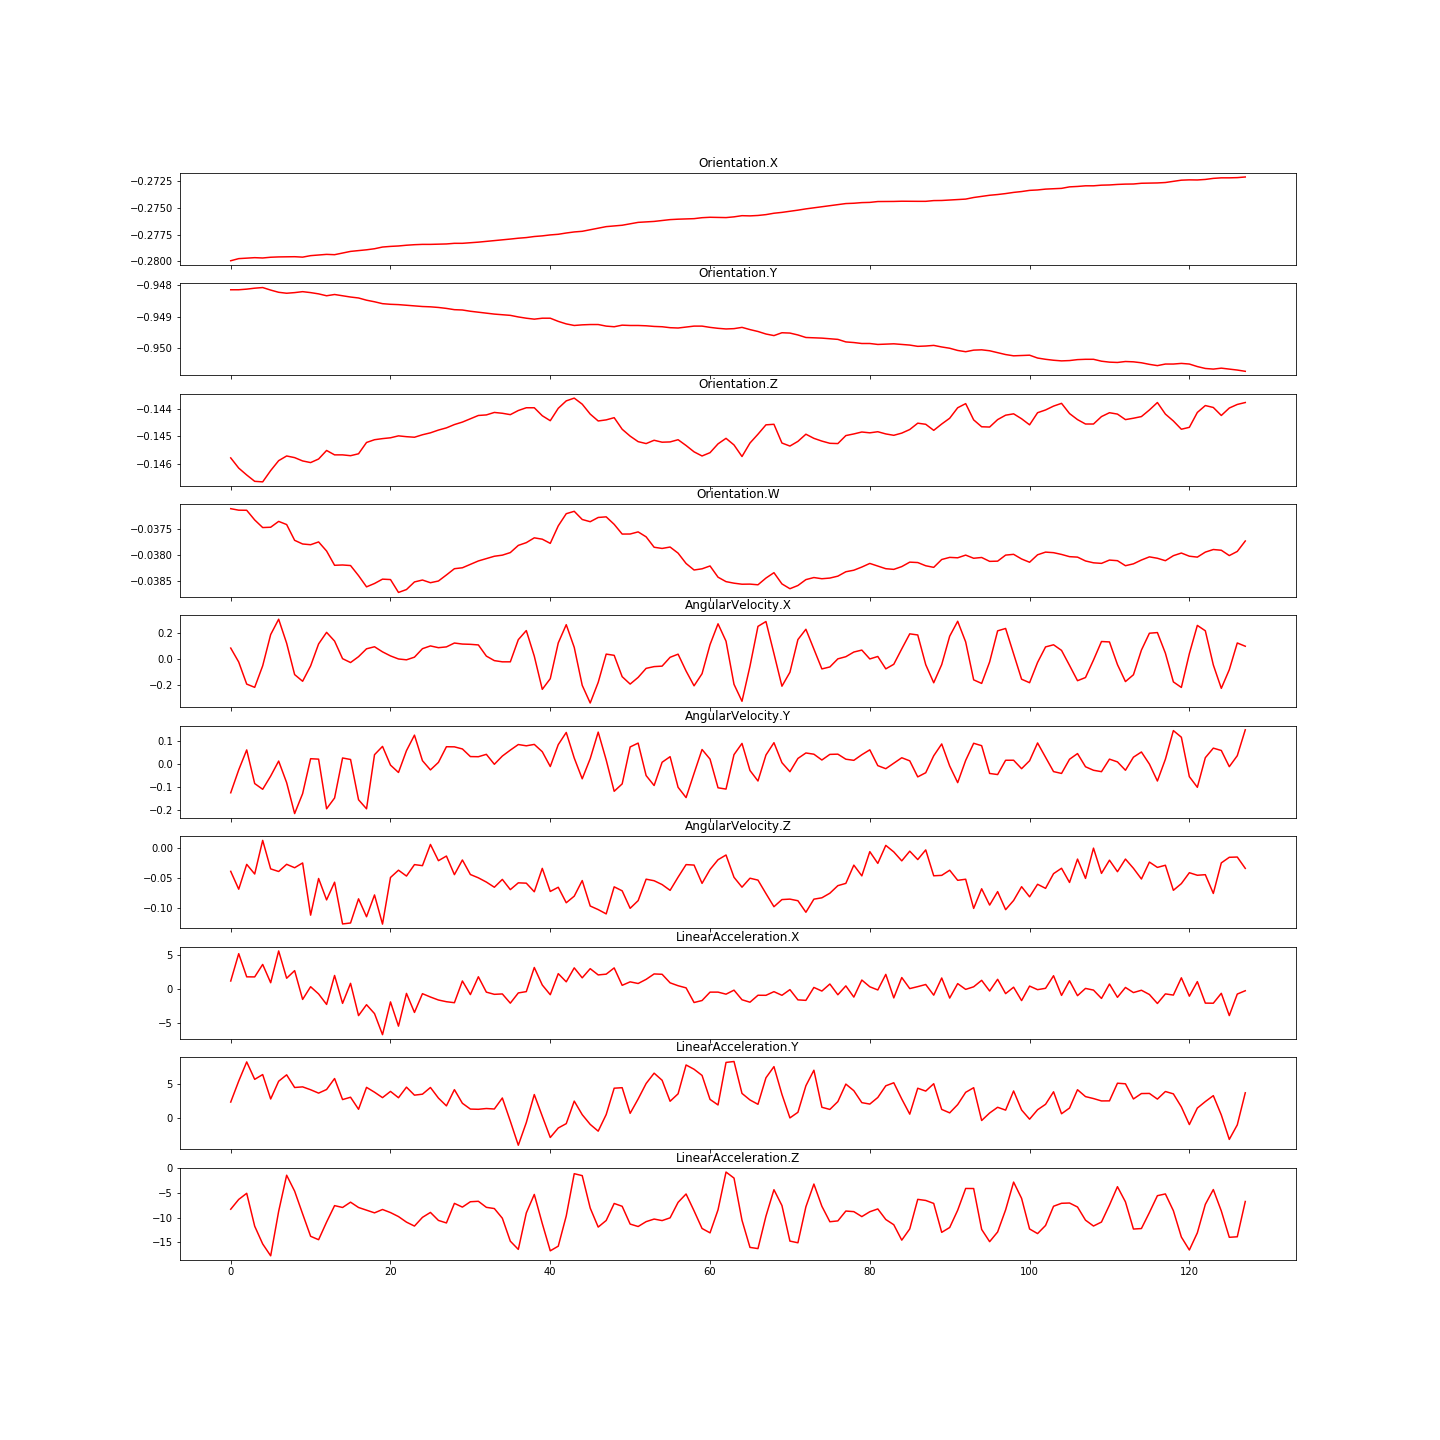 Orientation.X
−0.2725
−0.2750
−0.2775
−0.2800
Orientation.Y
−0.948
−0.949
−0.950
Orientation.Z
−0.144
−0.145
−0.146
Orientation.W
−0.0375
−0.0380
−0.0385
AngularVelocity.X
0.2
0.0
−0.2
AngularVelocity.Y
0.1
0.0
−0.1
−0.2
AngularVelocity.Z
0.00
−0.05
−0.10
LinearAcceleration.X
5
0
−5
LinearAcceleration.Y
5
0
LinearAcceleration.Z
0
−5
−10
−15
0 20 40 60 80 100 120